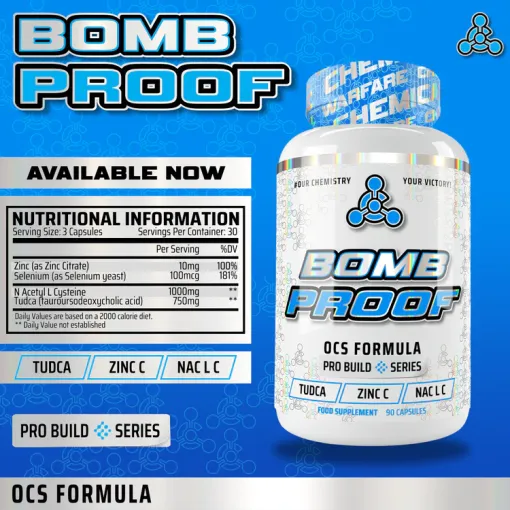 BOMB
PROOF
AVAILABLE NOW
NUTRITIONAL INFORMATION
Serving Size: 3 Capsules Servings Per Container: 30
Per Serving %DV
Zinc (as Zinc Citrate) 10mg 100%
Selenium (as Selenium yeast) 100mcg 181%
N Acetyl L Cysteine 1000mg **
Tudca (tauroursodeoxycholic acid) 750mg **
Daily Values are based on a 2000 calorie diet.
** Daily Value not established
TUDCA ZINC C NAC L C
PRO BUILD SERIES
OCS FORMULA
CHEMICAL
WARFARE
CHEMIC
#OUR CHEMISTRY YOUR VICTORY!
BOMB
PROOF
OCS FORMULA
PRO BUILD SERIES
TUDCA ZINC C NAC L C
FOOD SUPPLEMENT 90 CAPSULES